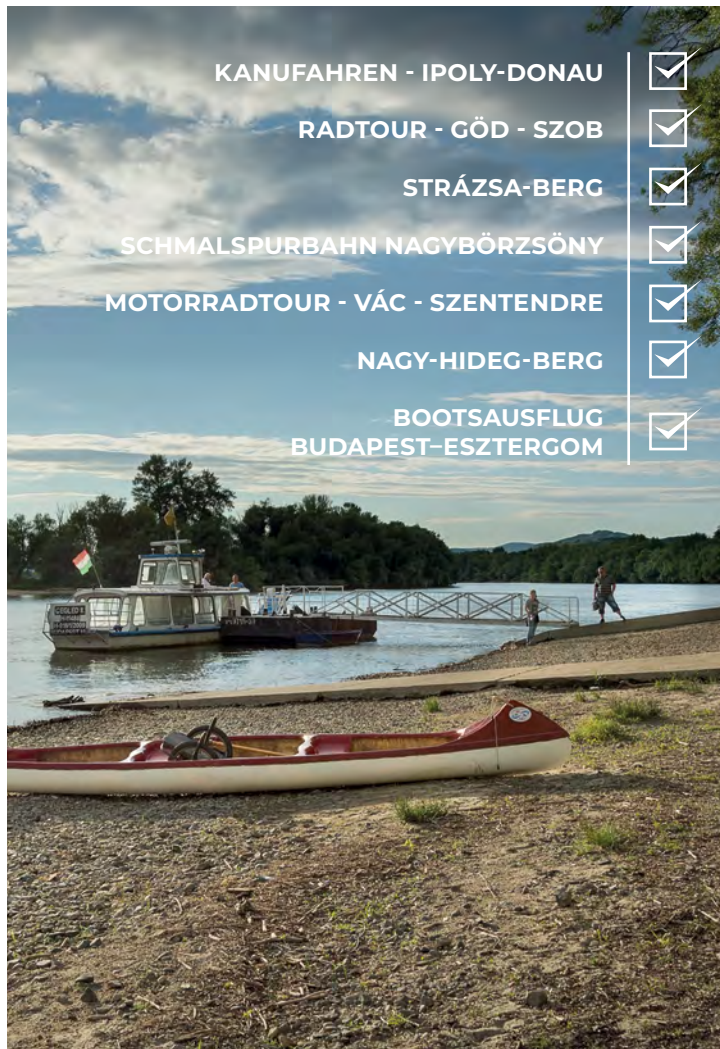 KANUFAHREN - IPOLY-DONAU
RADTOUR - GÖD - SZOB
STRÁZSA-BERG
SCHMALSPURBAHN NAGYBÖRZSÖNY
MOTORRADTOUR - VÁC - SZENTENDRE
NAGY-HIDEG-BERG
BOOTSAUSFLUG
BUDAPEST–ESZTERGOM